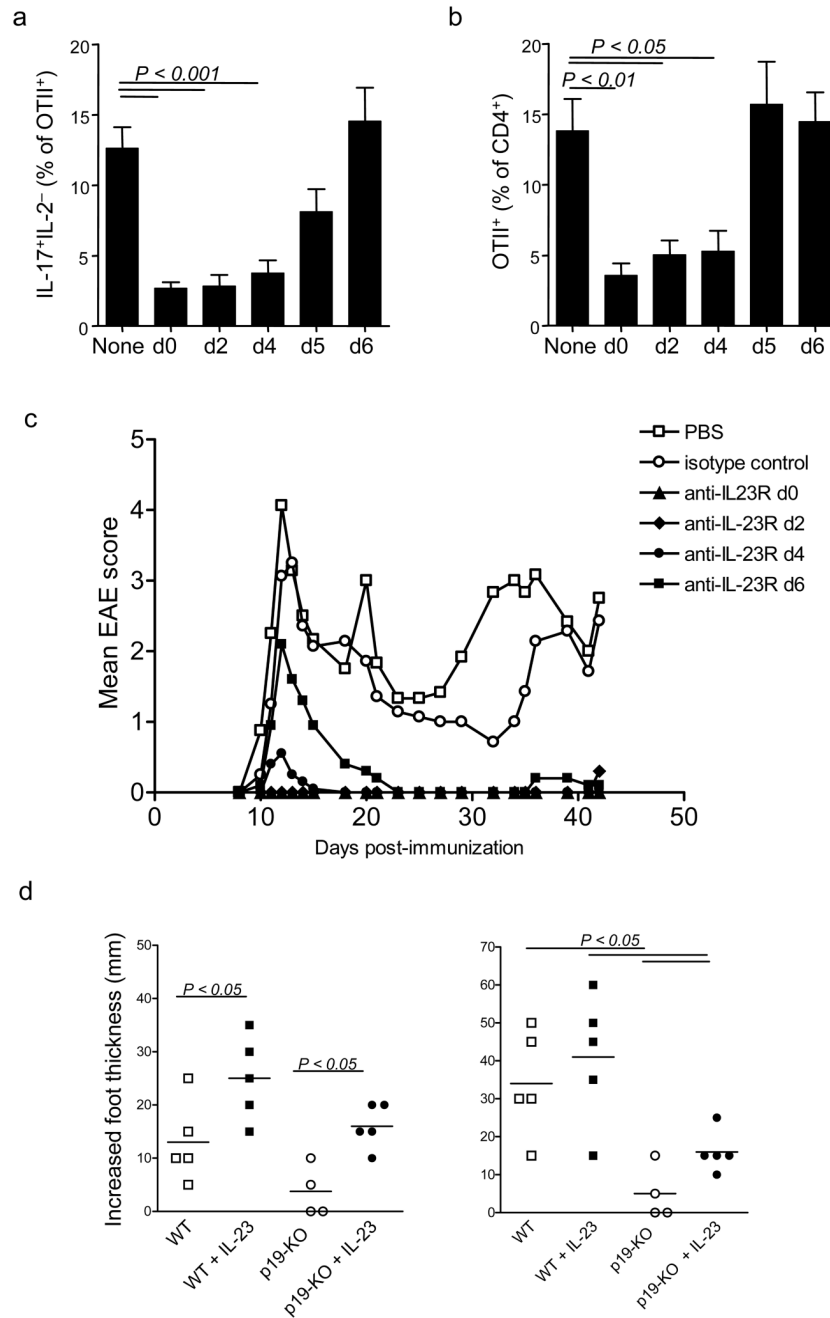 a
IL-17⁺IL-2⁻ (% of OTII⁺)
20
15
10
5
0
P < 0.001
None d0 d2 d4 d5 d6
b
OTII⁺ (% of CD4⁺)
20
15
10
5
0
P < 0.05
P < 0.01
None d0 d2 d4 d5 d6
c
Mean EAE score
5
4
3
2
1
0
0 10 20 30 40 50
Days post-immunization
PBS
isotype control
anti-IL23R d0
anti-IL-23R d2
anti-IL-23R d4
anti-IL-23R d6
d
Increased foot thickness (mm)
50
40
30
20
10
0
P < 0.05
P < 0.05
WT
WT + IL-23
p19-KO
p19-KO + IL-23
70
60
50
40
30
20
10
0
P < 0.05
WT
WT + IL-23
p19-KO
p19-KO + IL-23